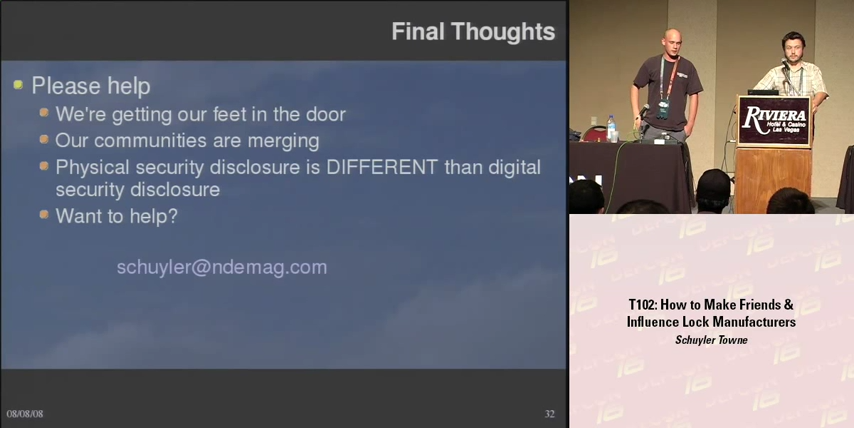 Final Thoughts
Please help
We're getting our feet in the door
Our communities are merging
Physical security disclosure is DIFFERENT than digital
security disclosure
Want to help?
schuyler@ndemag.com
08/08/08
32
RIVIERA
Hotel & Casino
Las Vegas
T102: How to Make Friends &
Influence Lock Manufacturers
Schuyler Towne